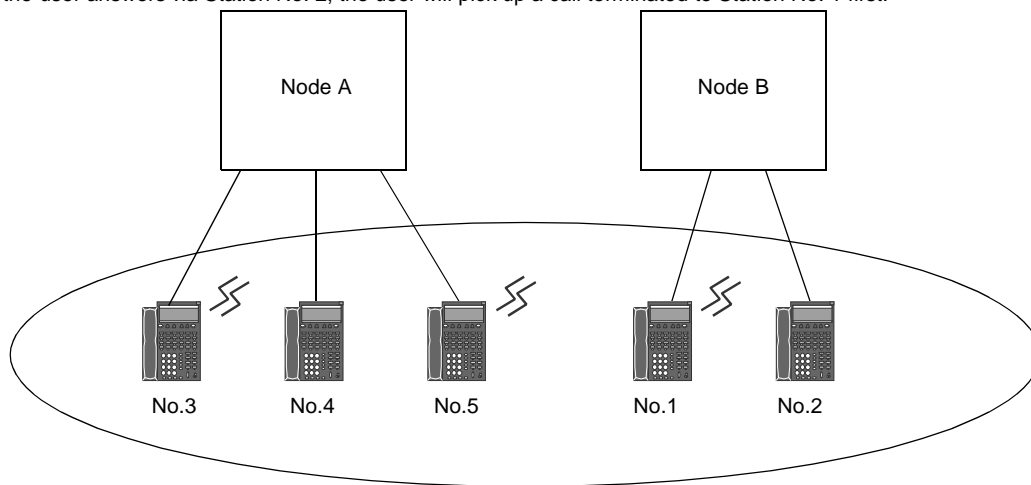 the user answers via Station No. 2, the user will pick up a call terminated to Station No. 1 first.
Node A
Node B
No.3
No.4
No.5
No.1
No.2